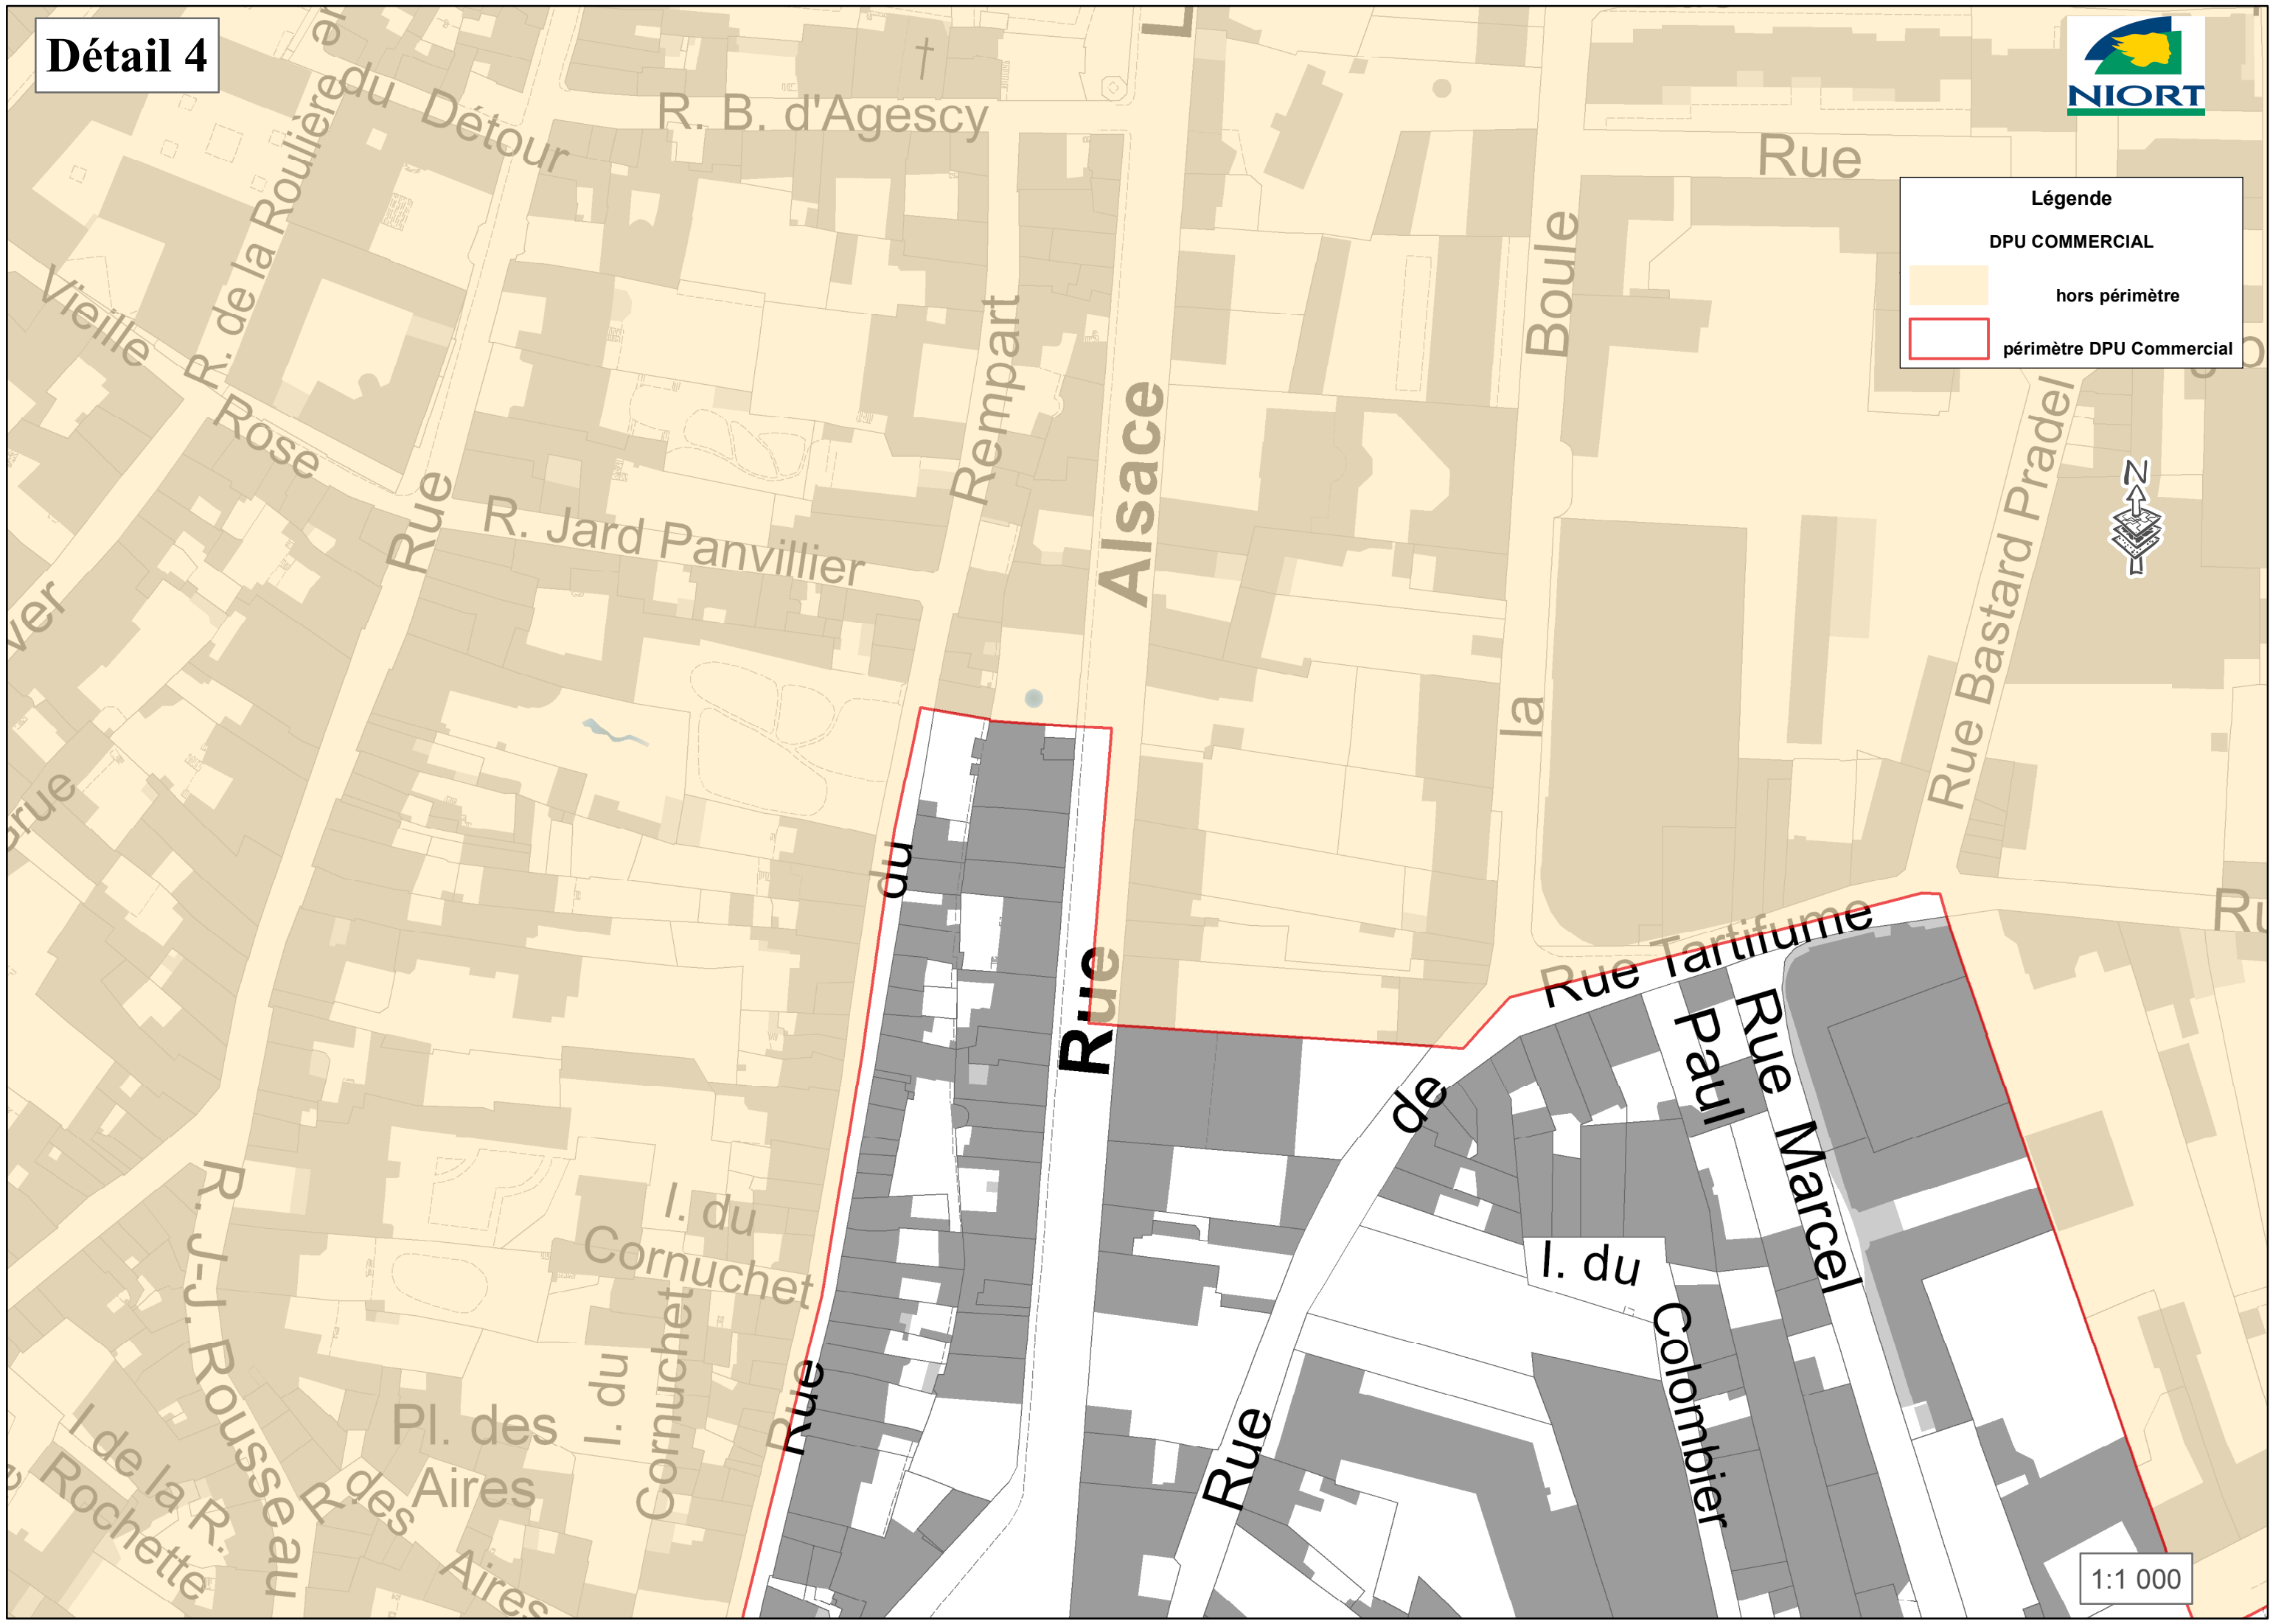 Détail 4
NIORT
Légende
DPU COMMERCIAL
hors périmètre
périmètre DPU Commercial
du Détour
R. B. d'Agescy
Rue
R. de la Roulière
Vieille
Rose
Rue
R. Jard Panvillier
Rempart
Alsace
Boule
la
Rue Bastard Pradel
N
du
Rue
Rue Tartifume
Rue Marcel
Paul
de
I. du
Colombier
I. du
Cornuchet
I. du
Cornuchet
Rue
Rue
R. J-J. Rousseau
Pl. des
Aires
R. des
Aires
I. de la R.
Rochette
1:1 000